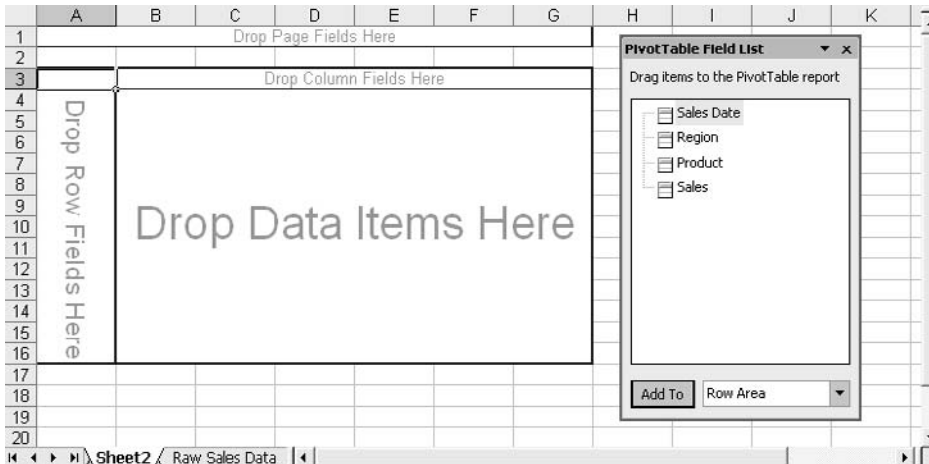 A B C D E F G H I J K
1 Drop Page Fields Here
2
3 Drop Column Fields Here
4
5
6
7
8
9
10
11
12
13
14
15
16
17
18
19
20
Drop Row Fields Here
Drop Data Items Here
PivotTable Field List
Drag items to the PivotTable report
Sales Date
Region
Product
Sales
Add To Row Area
Sheet2 Raw Sales Data